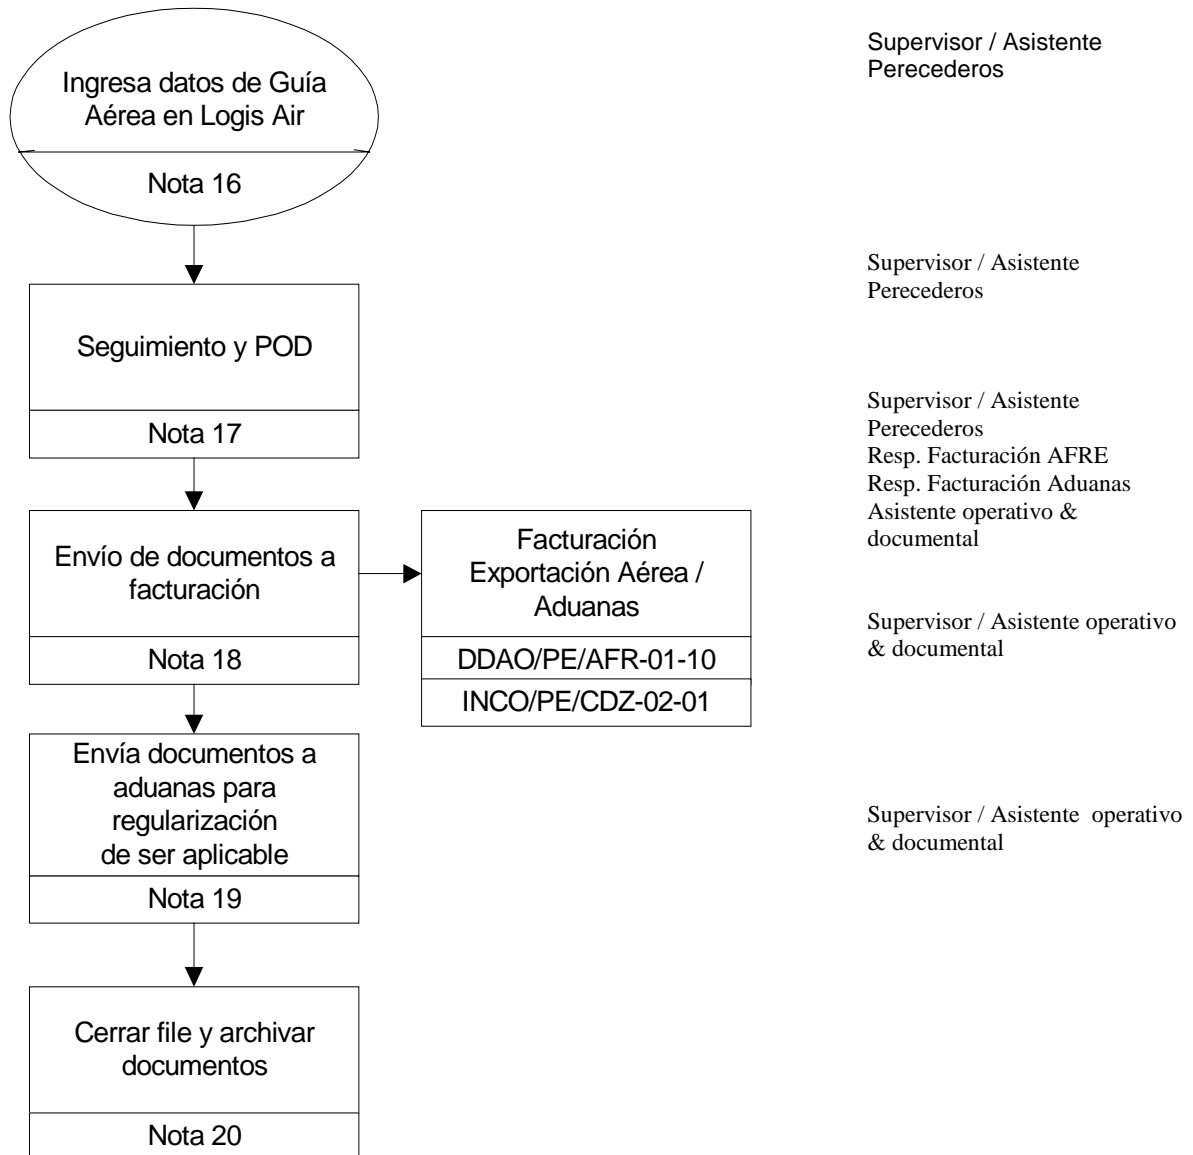 Supervisor / Asistente
Perecederos
Ingresa datos de Guía
Aérea en Logis Air
Nota 16
Supervisor / Asistente
Perecederos
Seguimiento y POD
Nota 17
Supervisor / Asistente
Perecederos
Resp. Facturación AFRE
Resp. Facturación Aduanas
Asistente operativo &
documental
Envío de documentos a
facturación
Nota 18
Facturación
Exportación Aérea /
Aduanas
DDAO/PE/AFR-01-10
INCO/PE/CDZ-02-01
Supervisor / Asistente operativo
& documental
Envía documentos a
aduanas para
regularización
de ser aplicable
Nota 19
Supervisor / Asistente operativo
& documental
Cerrar file y archivar
documentos
Nota 20